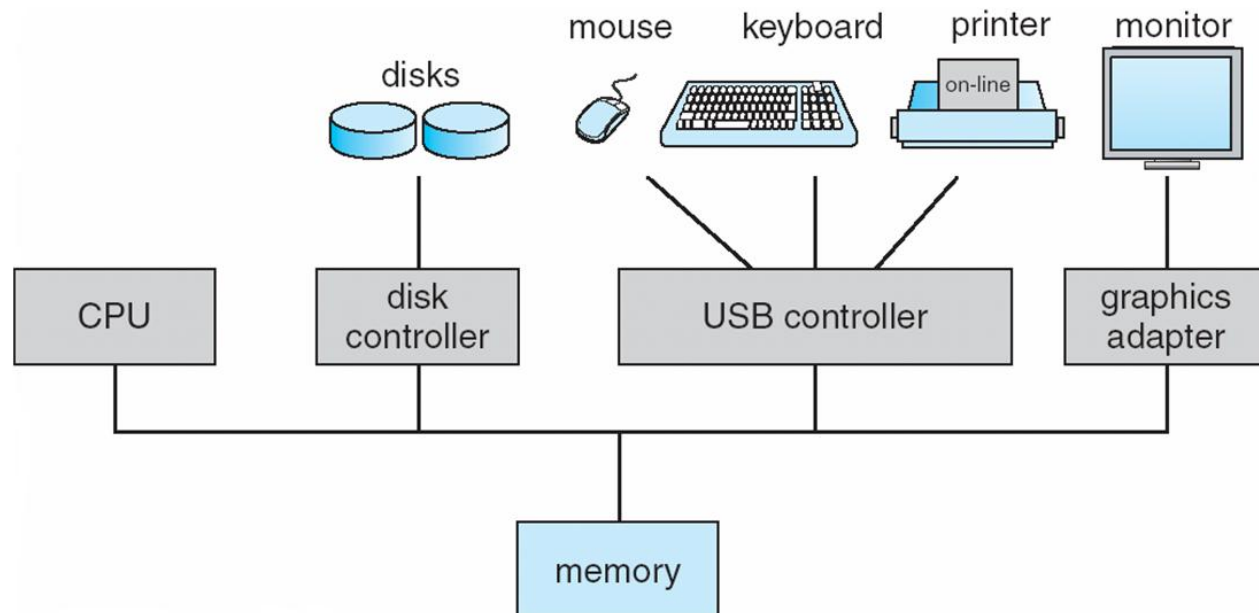 mouse
keyboard
printer
monitor
disks
on-line
CPU
disk
controller
USB controller
graphics
adapter
memory